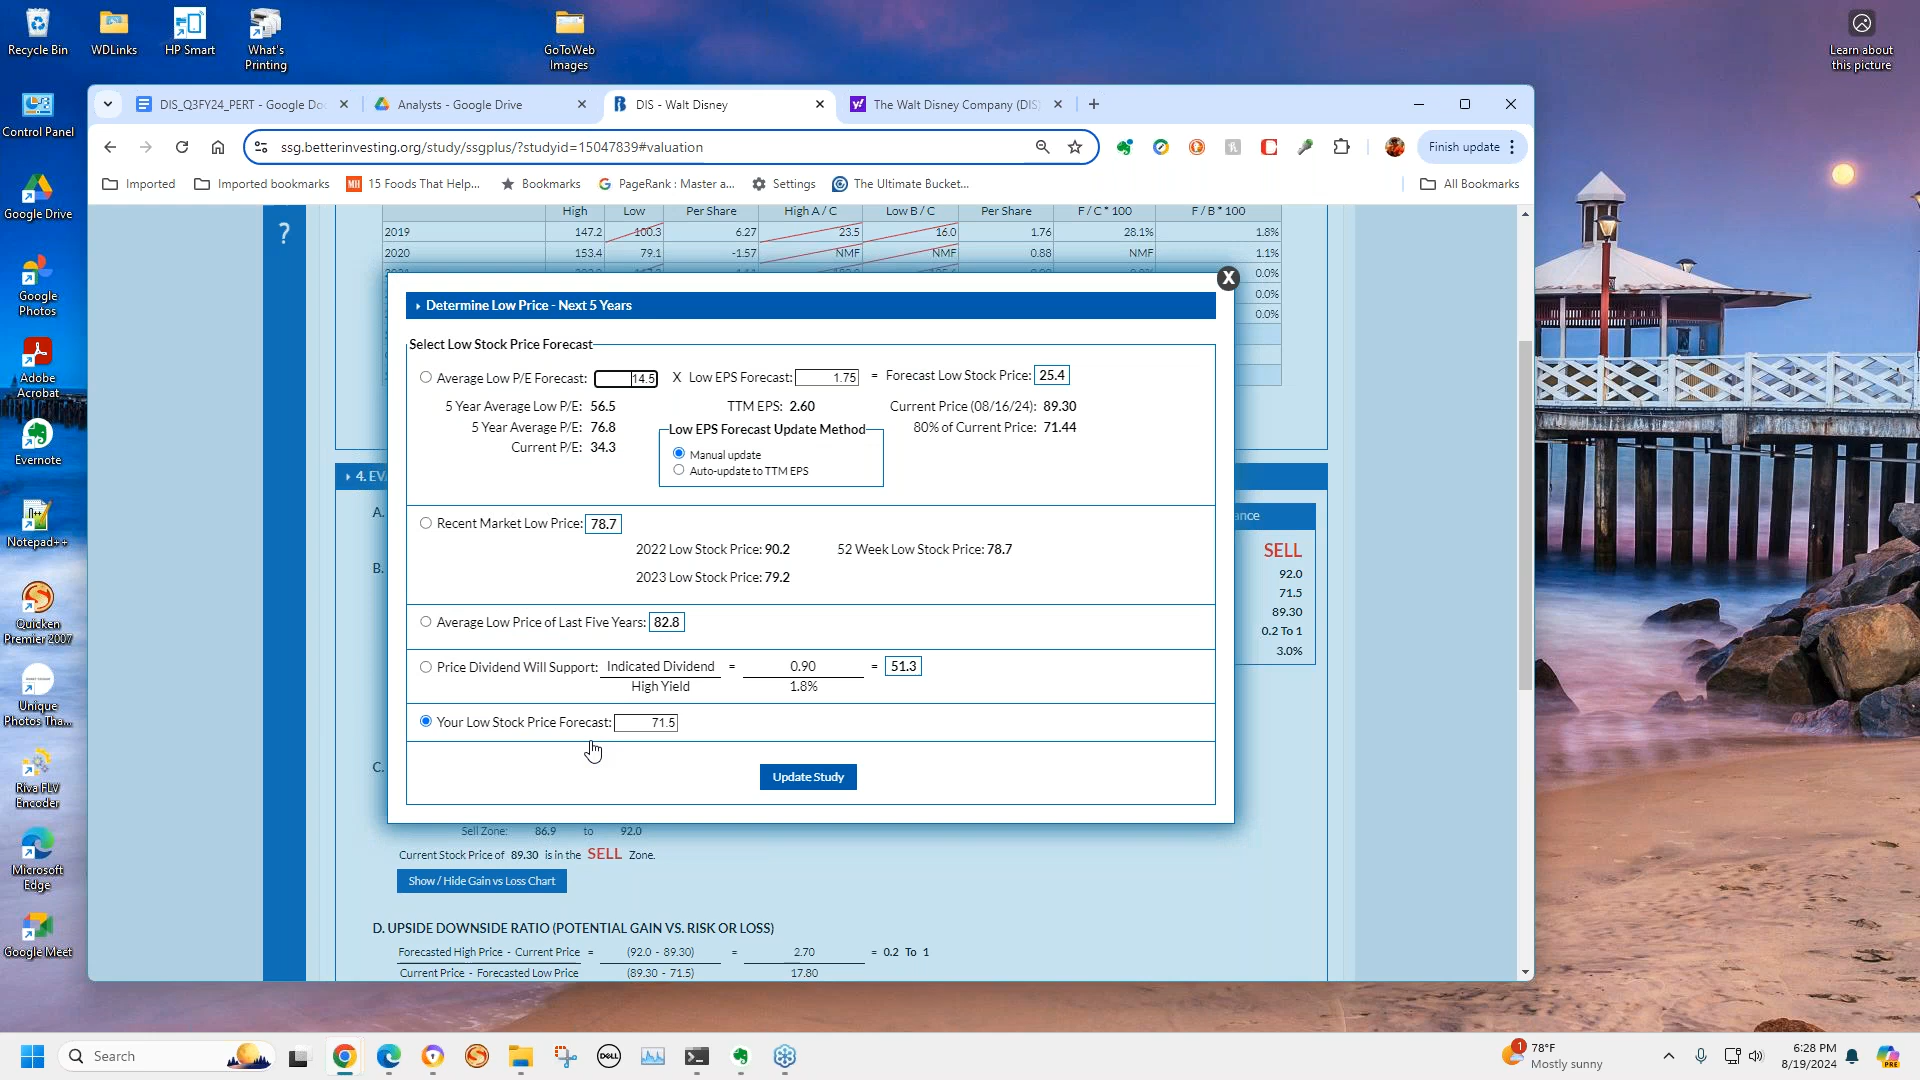 Recycle Bin
WDLinks
HP Smart
What's
Printing
GoToWeb
Images
Learn about
this picture
Control Panel
Google Drive
Google
Photos
Adobe
Acrobat
Evernote
Notepad++
Quicken
Premier 2007
Unique
Photos Tha...
Riva FLV
Encoder
Microsoft
Edge
Google Meet
DIS_Q3FY24_PERT - Google Do
Analysts - Google Drive
DIS - Walt Disney
The Walt Disney Company (DIS
ssg.betterinvesting.org/study/ssgplus/?studyid=15047839#valuation
Finish update
Imported
Imported bookmarks
MH 15 Foods That Help...
Bookmarks
PageRank : Master a...
Settings
The Ultimate Bucket...
All Bookmarks
?
High Low Per Share High A / C Low B / C Per Share F / C * 100 F / B * 100
2019 147.2 100.3 6.27 23.5 16.0 1.76 28.1% 1.8%
2020 153.4 79.1 -1.57 NMF NMF 0.88 NMF 1.1%
0.0%
0.0%
0.0%
X
Determine Low Price - Next 5 Years
Select Low Stock Price Forecast
Average Low P/E Forecast: 14.5 X Low EPS Forecast: 1.75 = Forecast Low Stock Price: 25.4
5 Year Average Low P/E: 56.5 TTM EPS: 2.60 Current Price (08/16/24): 89.30
5 Year Average P/E: 76.8 80% of Current Price: 71.44
Current P/E: 34.3
Low EPS Forecast Update Method
Manual update
Auto-update to TTM EPS
Recent Market Low Price: 78.7
2022 Low Stock Price: 90.2 52 Week Low Stock Price: 78.7
2023 Low Stock Price: 79.2
Average Low Price of Last Five Years: 82.8
Price Dividend Will Support: Indicated Dividend = 0.90 = 51.3
High Yield 1.8%
Your Low Stock Price Forecast: 71.5
Update Study
4. EV
A.
B.
C.
ance
SELL
92.0
71.5
89.30
0.2 To 1
3.0%
Sell Zone: 86.9 to 92.0
Current Stock Price of 89.30 is in the SELL Zone.
Show / Hide Gain vs Loss Chart
D. UPSIDE DOWNSIDE RATIO (POTENTIAL GAIN VS. RISK OR LOSS)
Forecasted High Price - Current Price = (92.0 - 89.30) = 2.70 = 0.2 To 1
Current Price - Forecasted Low Price (89.30 - 71.5) 17.80
Search
DELL
1
78°F
Mostly sunny
6:28 PM
8/19/2024
PRE